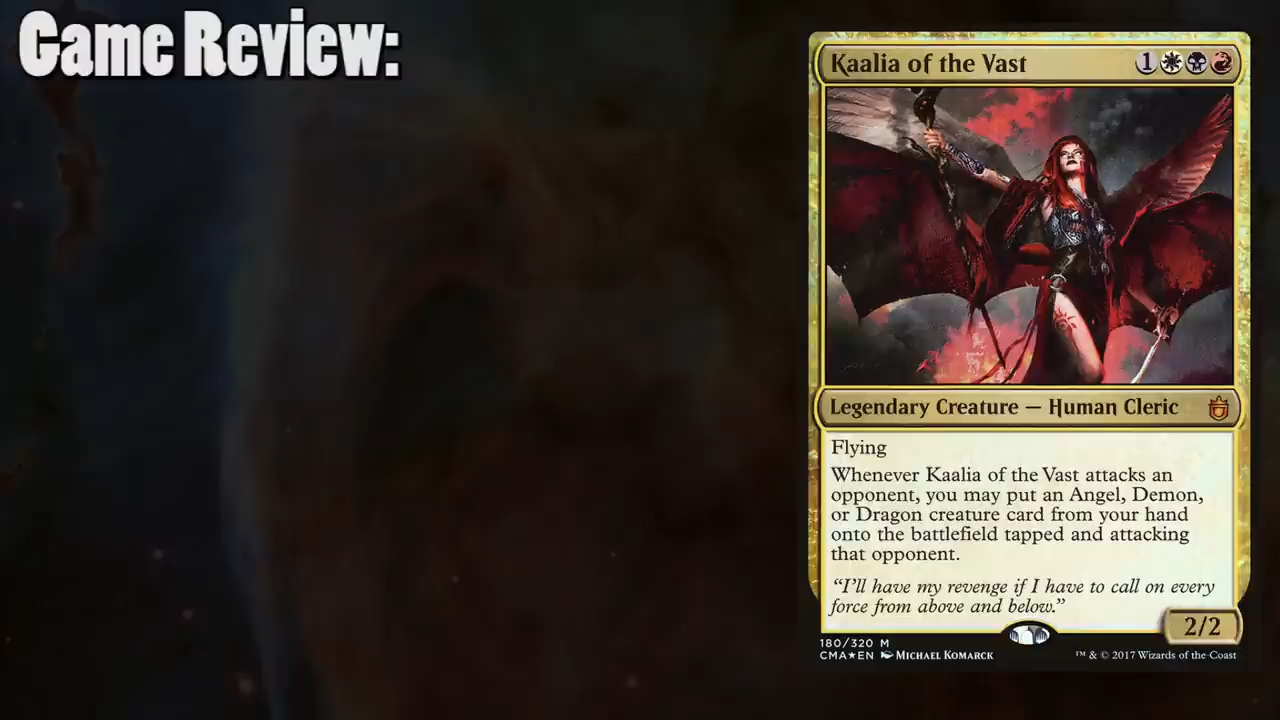 Game Review:
Kaalia of the Vast 1
Legendary Creature — Human Cleric
Flying
Whenever Kaalia of the Vast attacks an
opponent, you may put an Angel, Demon,
or Dragon creature card from your hand
onto the battlefield tapped and attacking
that opponent.
“I'll have my revenge if I have to call on every
force from above and below.”
2/2
180/320 M
CMA★EN Michael Komarck
™ & © 2017 Wizards of the Coast